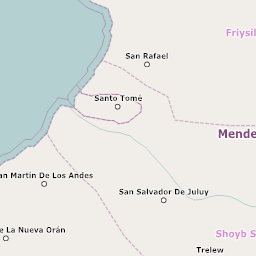 Friysil
San Rafael
Santo Tomé
Mende
an Martin De Los Andes
San Salvador De Juluy
e La Nueva Orán
Shoyb S
Trelew